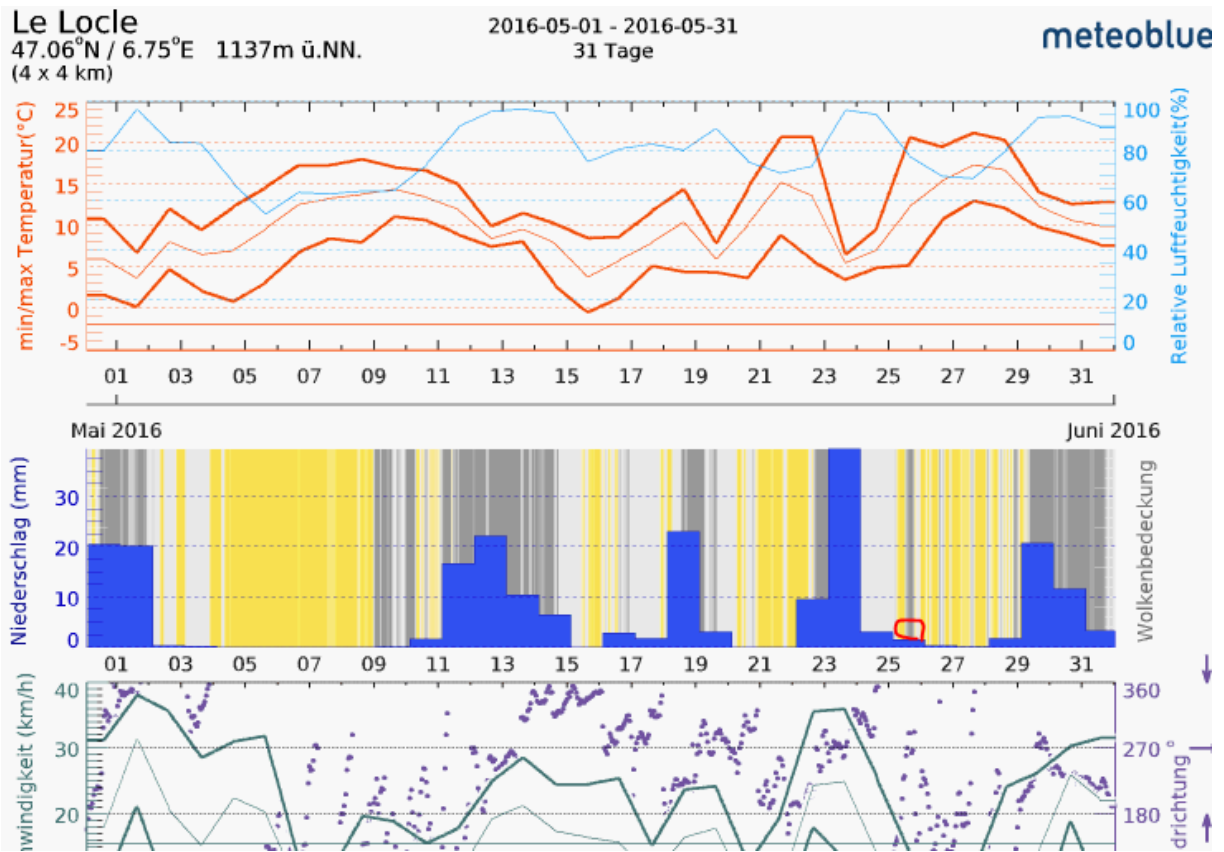 Le Locle
47.06°N / 6.75°E 1137m ü.NN.
(4 x 4 km)
2016-05-01 - 2016-05-31
31 Tage
meteoblue
min/max Temperatur(°C)
25
20
15
10
5
0
-5
100
80
60
40
20
0
Relative Luftfeuchtigkeit(%)
01 03 05 07 09 11 13 15 17 19 21 23 25 27 29 31
Mai 2016 Juni 2016
Niederschlag (mm)
30
20
10
0
Wolkenbedeckung
01 03 05 07 09 11 13 15 17 19 21 23 25 27 29 31
nwindigkeit (km/h)
40
30
20
360
270
180
drichtung °